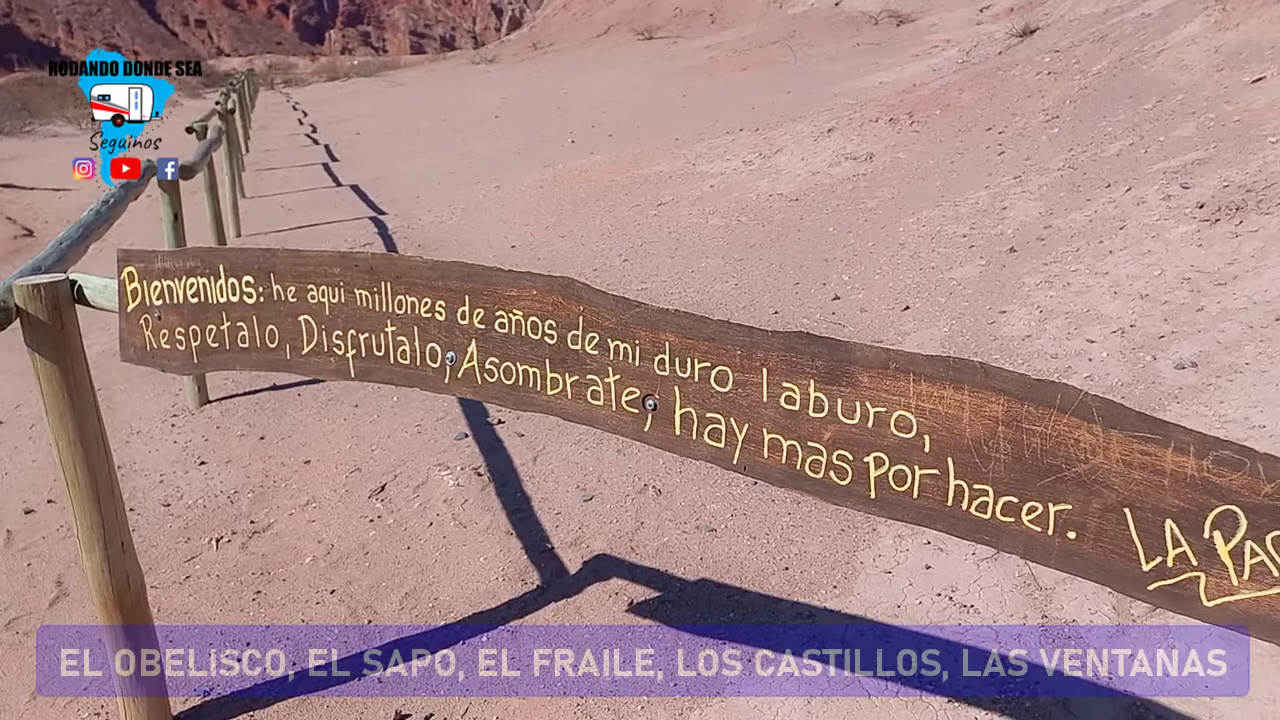 RODANDO DONDE SEA
Seguinos
Bienvenidos: he aqui millones de años de mi duro laburo,
Respetalo, Disfrutalo, Asombrate, hay mas por hacer.
LA
EL OBELISCO, EL SAPO, EL FRAILE, LOS CASTILLOS, LAS VENTANAS